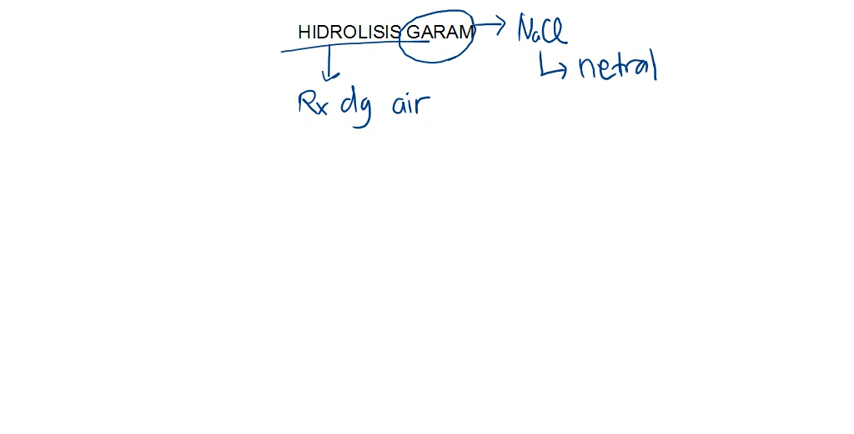 HIDROLISIS GARAM → NaCl
↳ netral
Rx dg air